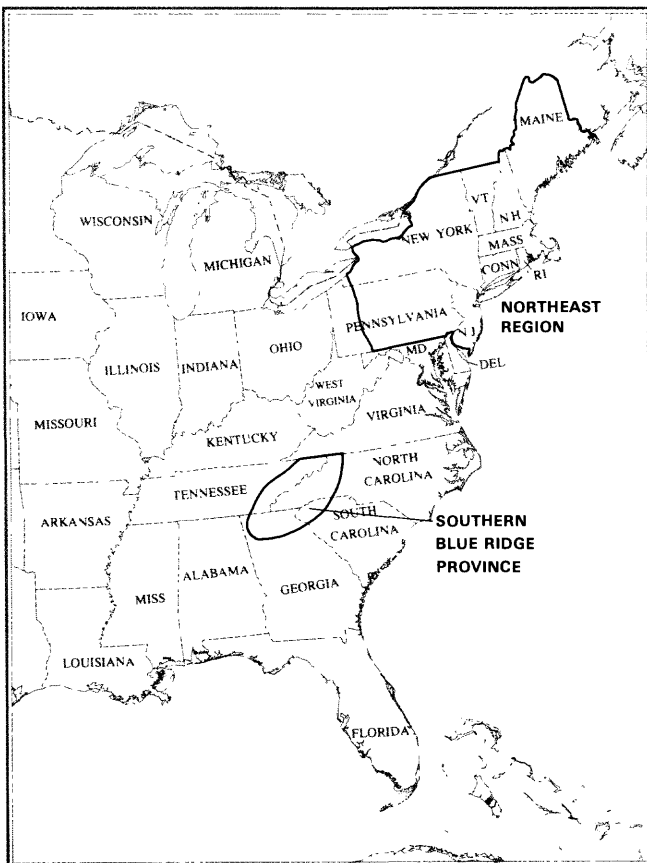 MAINE
VT
N H
WISCONSIN
NEW YORK
MICHIGAN
MASS
CONN
RI
IOWA
PENNSYLVANIA
NORTHEAST
REGION
N J
OHIO
MD
ILLINOIS
INDIANA
DEL
WEST
VIRGINIA
VIRGINIA
MISSOURI
KENTUCKY
NORTH
CAROLINA
TENNESSEE
SOUTH
CAROLINA
ARKANSAS
SOUTHERN
BLUE RIDGE
PROVINCE
ALABAMA
MISS
GEORGIA
LOUISIANA
FLORIDA